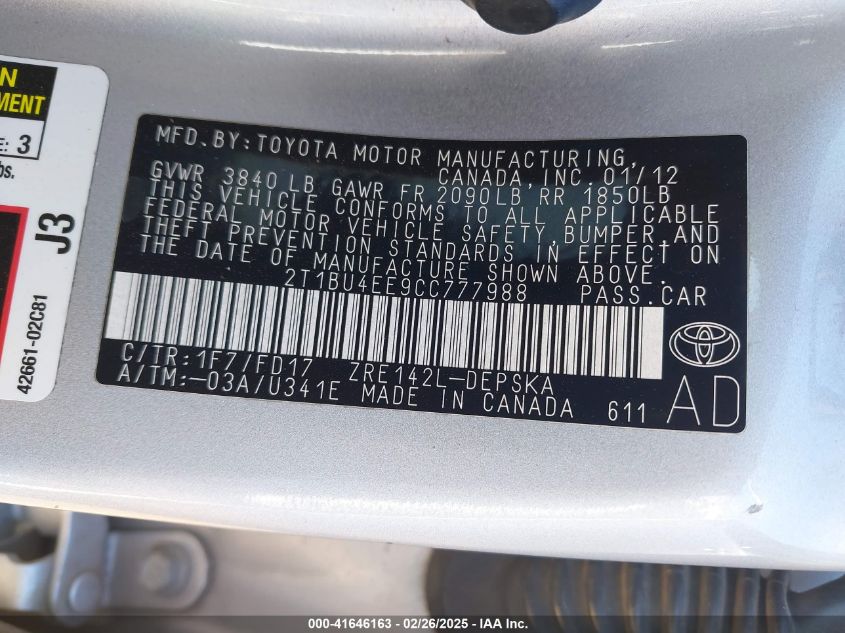 N
MENT
E: 3
bs.
J3
42661-02C81
MFD. BY: TOYOTA MOTOR MANUFACTURING,
CANADA, INC. 01/12
GVWR 3840 LB GAWR FR 2090LB RR 1850LB
THIS VEHICLE CONFORMS TO ALL APPLICABLE
FEDERAL MOTOR VEHICLE SAFETY, BUMPER, AND
THEFT PREVENTION STANDARDS IN EFFECT ON
THE DATE OF MANUFACTURE SHOWN ABOVE.
2T1BU4EE9CC777988 PASS. CAR
C/TR: 1F7/FD17 ZRE142L-DEPSKA
A/TM: -03A/U341E MADE IN CANADA 611
AD
000-41646163 / 02/26/2025 / IAA Inc.